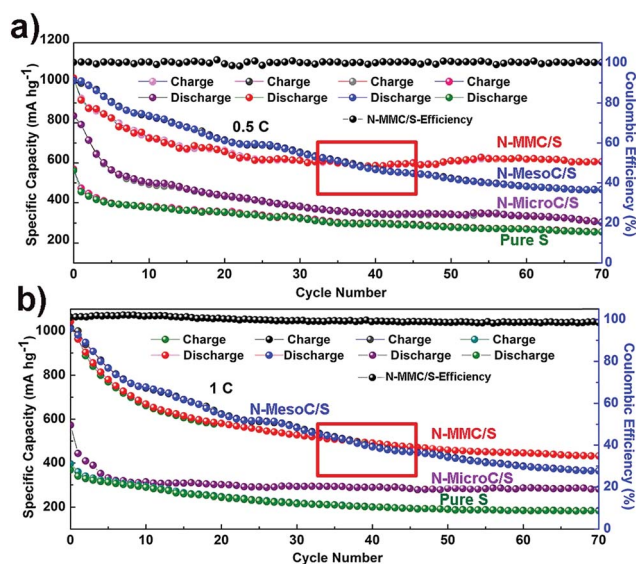 a)
1200
1000
800
600
400
200
Specific Capacity (mA hg⁻¹)
100
80
60
40
20
0
Coulombic Efficiency (%)
Charge Charge Charge Charge
Discharge Discharge Discharge Discharge
0.5 C
N-MMC/S-Efficiency
N-MMC/S
N-MesoC/S
N-MicroC/S
Pure S
0 10 20 30 40 50 60 70
Cycle Number
b)
1000
800
600
400
200
Specific Capacity (mA hg⁻¹)
100
80
60
40
20
0
Coulombic Efficiency (%)
Charge Charge Charge Charge
Discharge Discharge Discharge Discharge
1 C
N-MMC/S-Efficiency
N-MesoC/S
N-MMC/S
N-MicroC/S
Pure S
0 10 20 30 40 50 60 70
Cycle Number